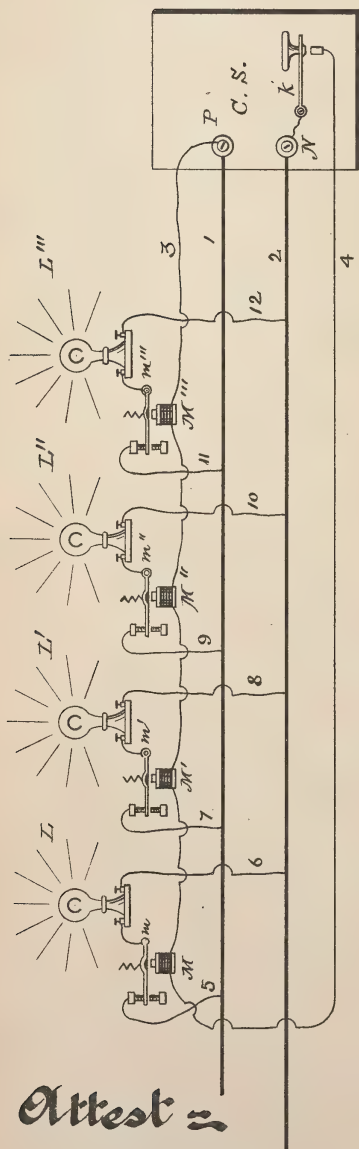 L L' L'' L'''
m m' m'' m'''
M M' M'' M'''
5 7 9 11
6 8 10 12
3
1
2
4
P C. S.
N k
Attest =